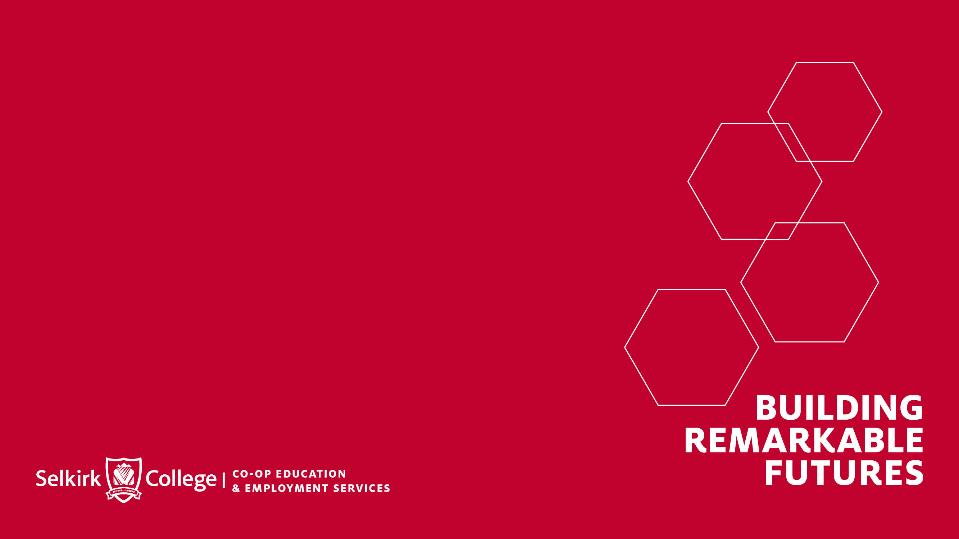 BUILDING
REMARKABLE
FUTURES
Selkirk College | CO-OP EDUCATION
& EMPLOYMENT SERVICES